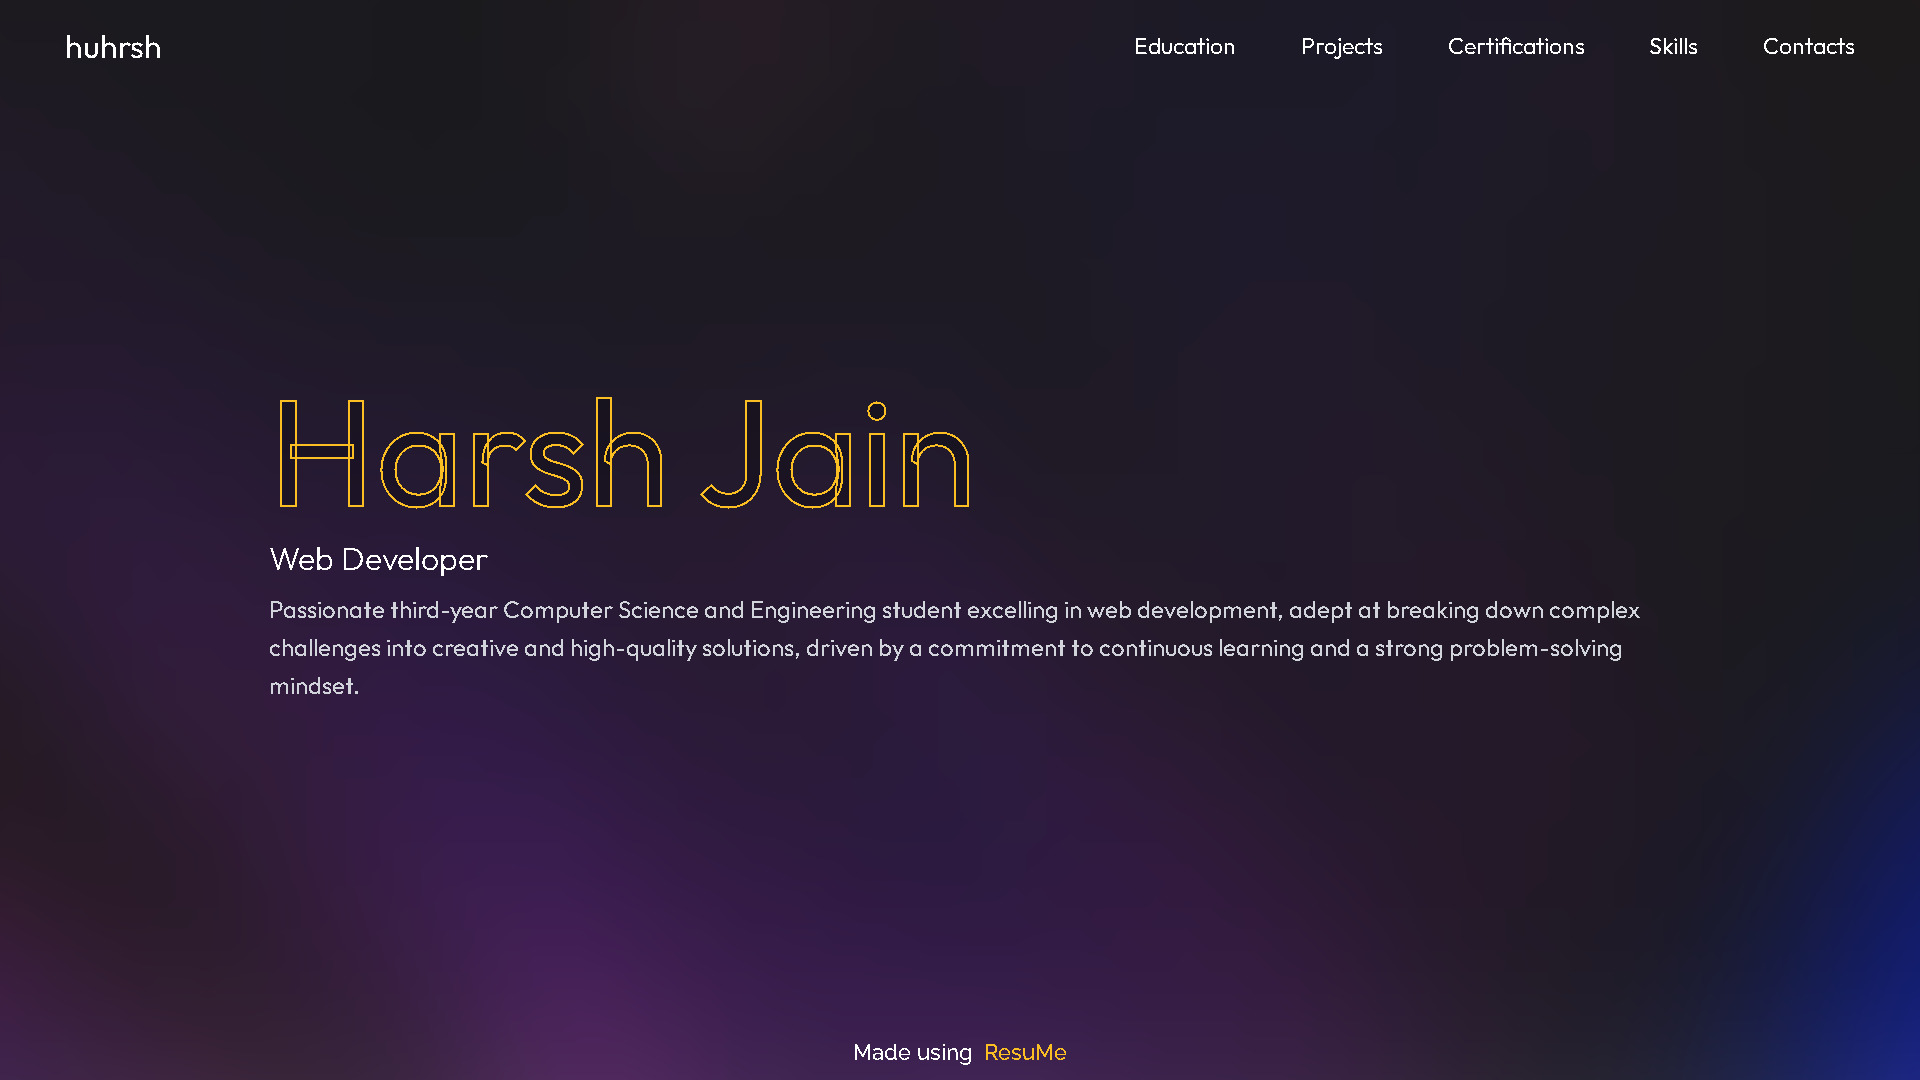 huhrsh
Education Projects Certifications Skills Contacts
Harsh Jain
Web Developer
Passionate third-year Computer Science and Engineering student excelling in web development, adept at breaking down complex
challenges into creative and high-quality solutions, driven by a commitment to continuous learning and a strong problem-solving
mindset.
Made using ResuMe